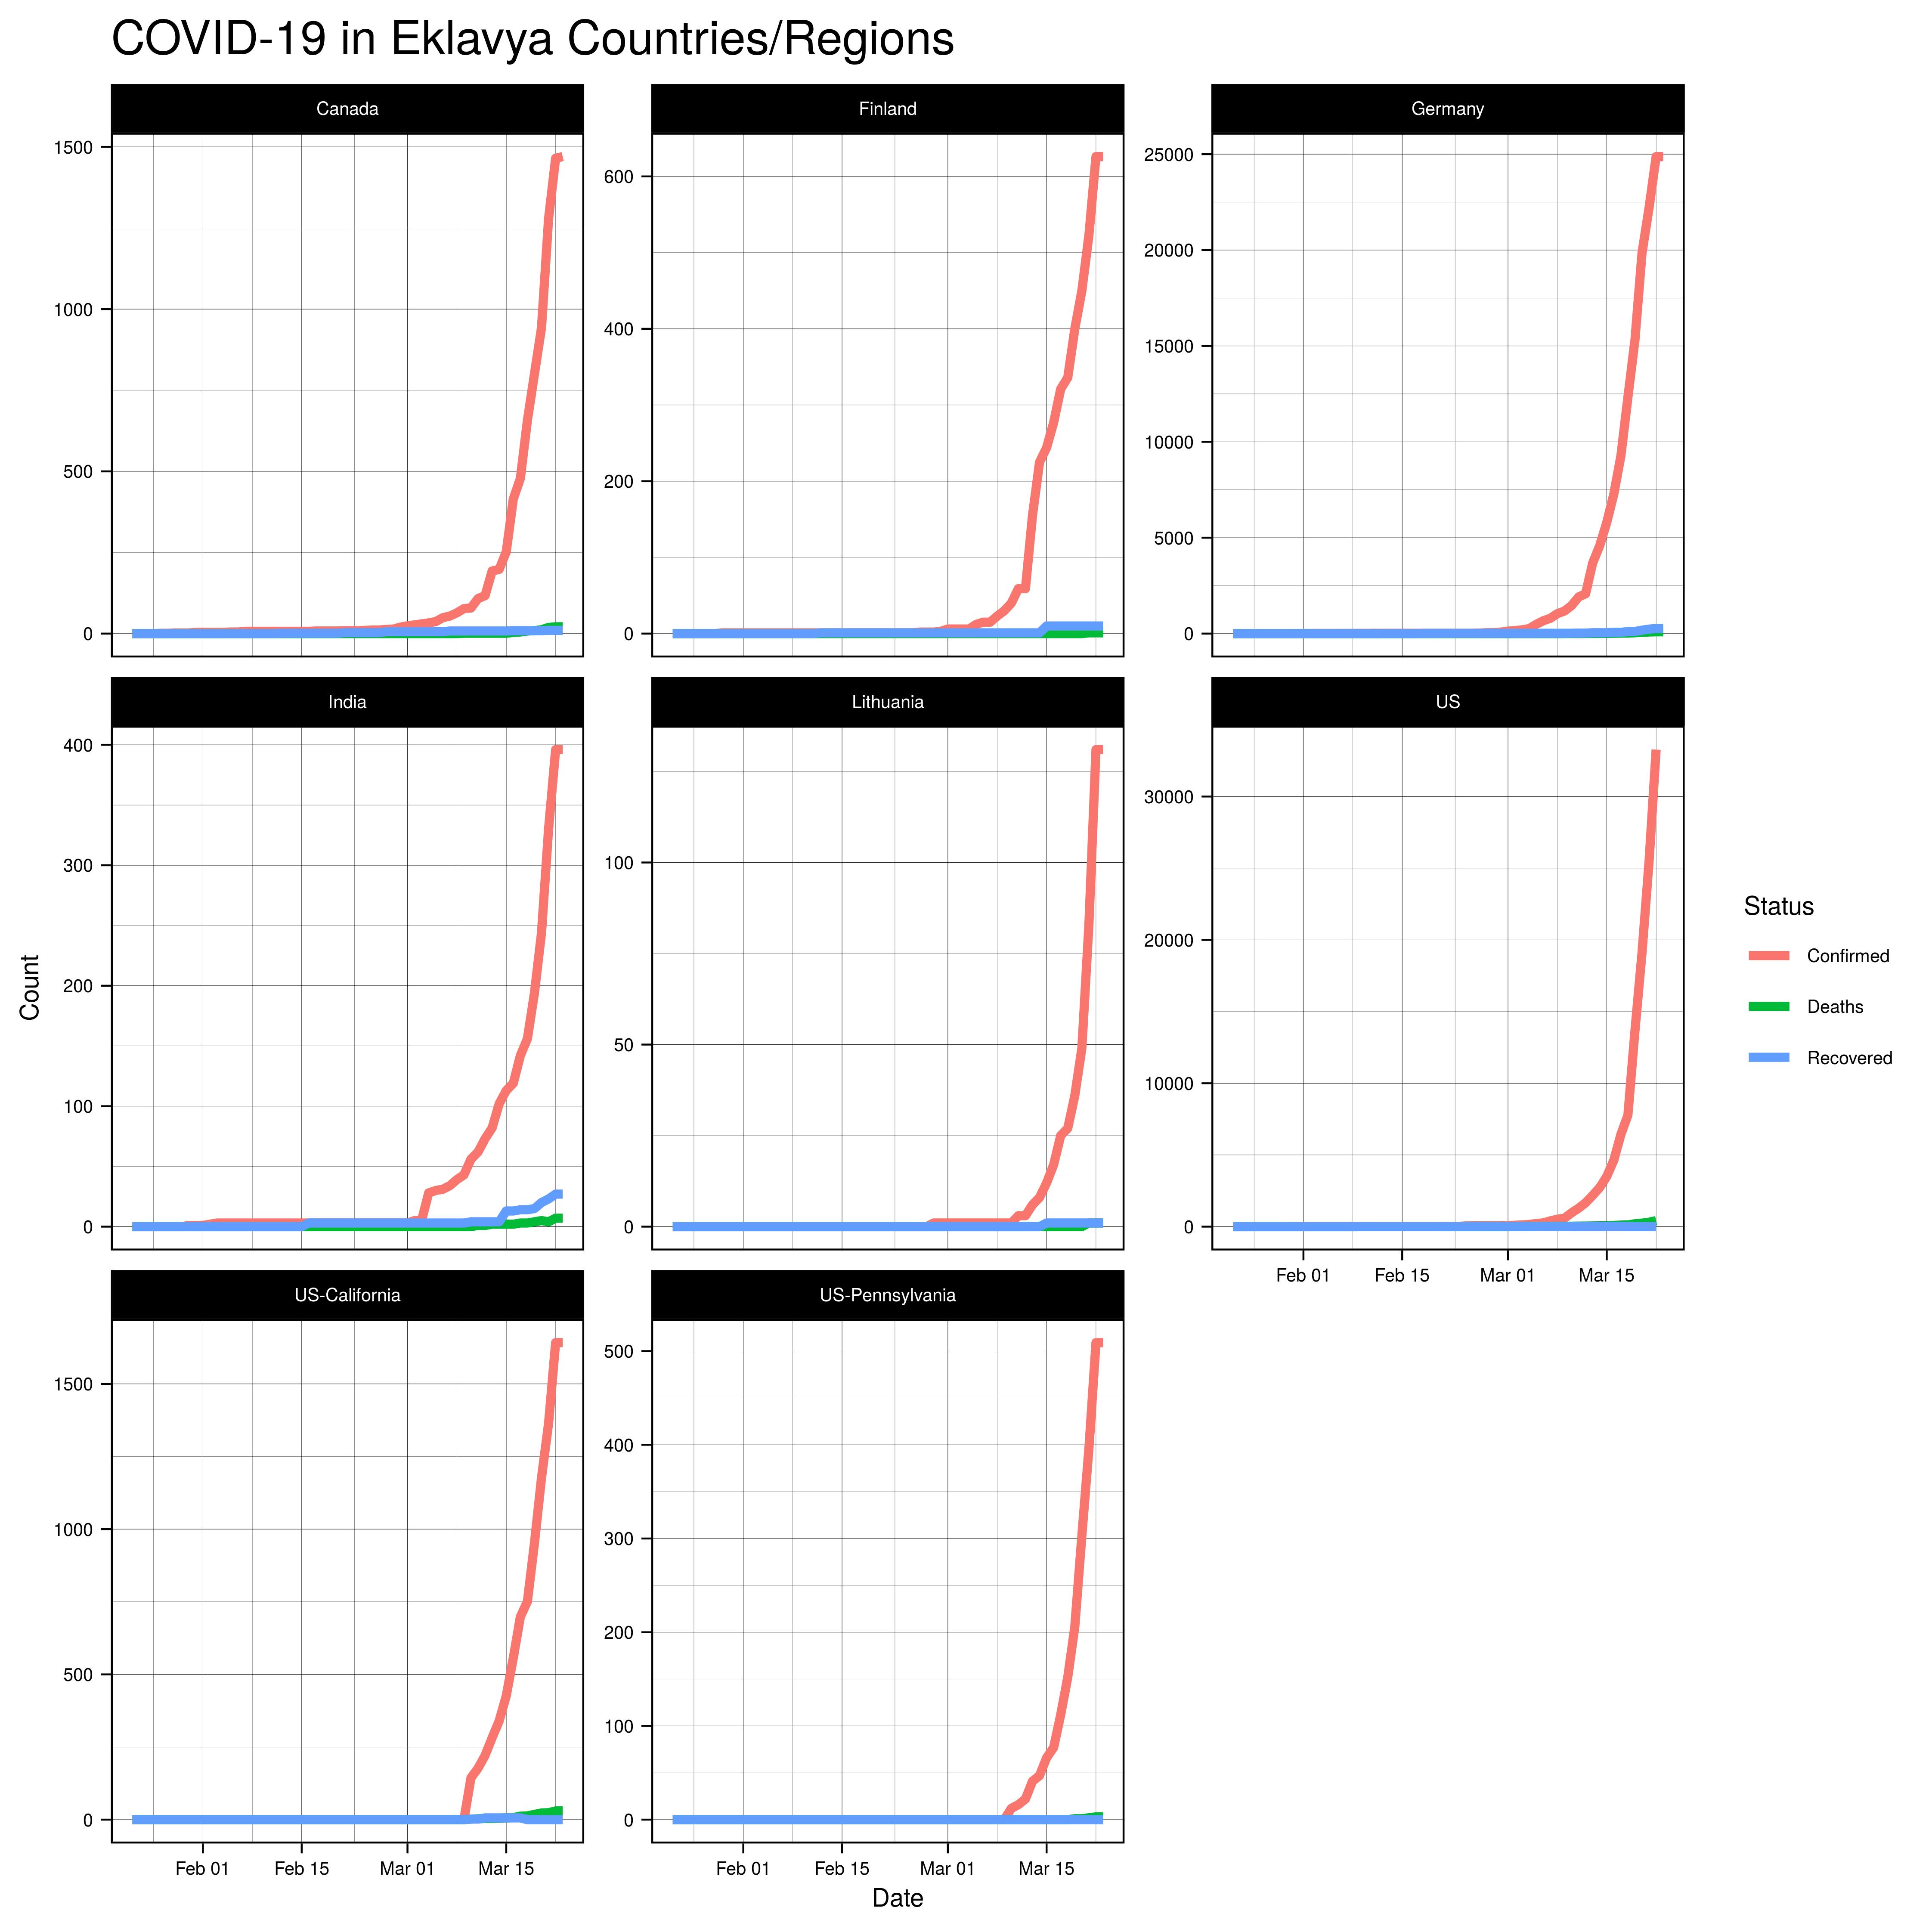 COVID-19 in Eklavya Countries/Regions
Canada
Finland
Germany
1500
1000
500
0
600
400
200
0
25000
20000
15000
10000
5000
0
India
Lithuania
US
400
300
200
100
0
100
50
0
30000
20000
10000
0
Feb 01 Feb 15 Mar 01 Mar 15
US-California
US-Pennsylvania
1500
1000
500
0
500
400
300
200
100
0
Feb 01 Feb 15 Mar 01 Mar 15
Feb 01 Feb 15 Mar 01 Mar 15
Count
Date
Status
Confirmed
Deaths
Recovered